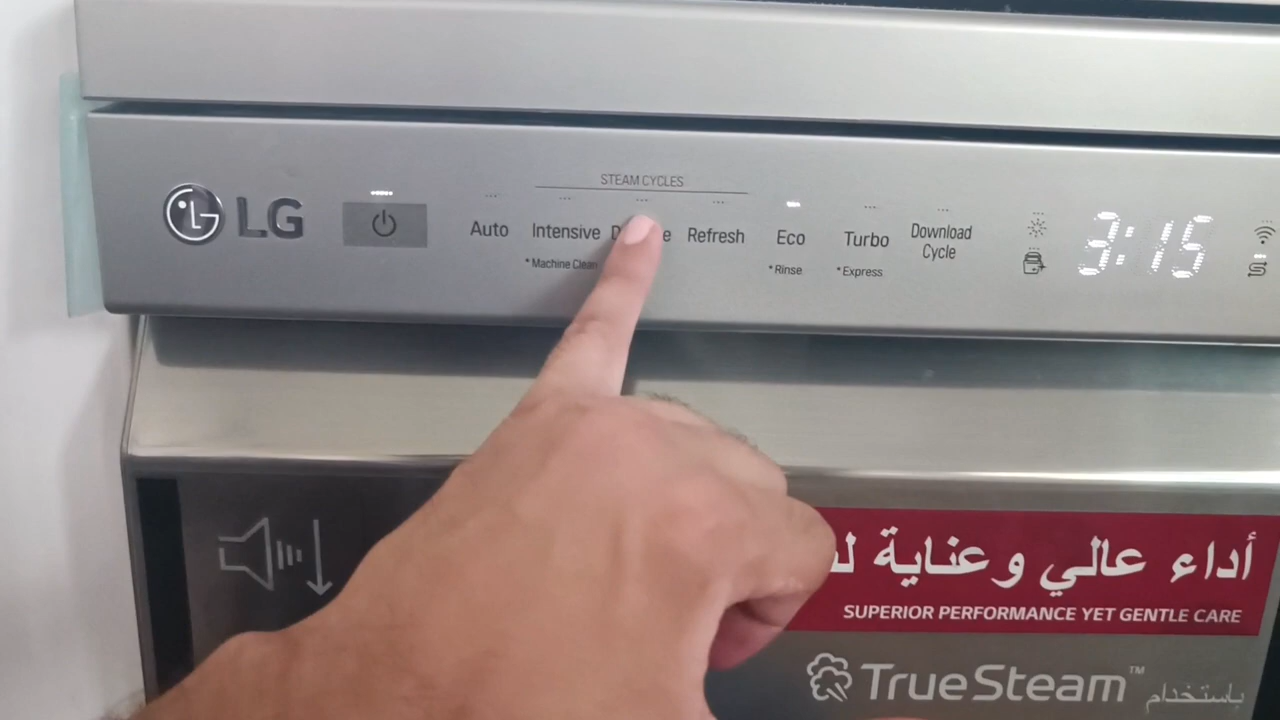 STEAM CYCLES
LG
Auto
Intensive
Refresh
Eco
Turbo
Download
Cycle
3:15
*Machine Clean
*Rinse
*Express
أداء عالي وعناية
SUPERIOR PERFORMANCE YET GENTLE CARE
TrueSteam™ باستخدام